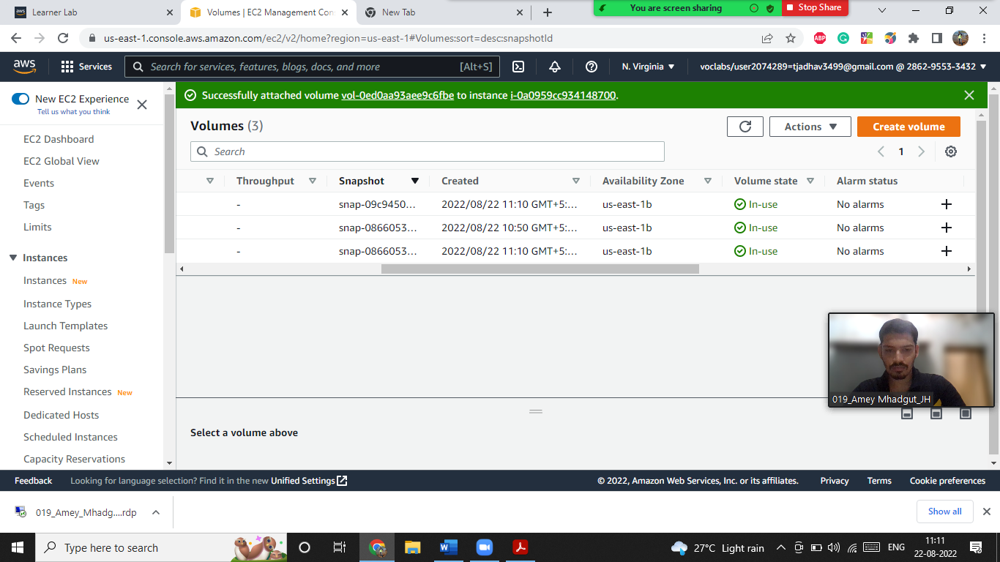 Learner Lab
Volumes | EC2 Management Con
New Tab
You are screen sharing
Stop Share
us-east-1.console.aws.amazon.com/ec2/v2/home?region=us-east-1#Volumes:sort=desc:snapshotId
ABP
aws
Services
Search for services, features, blogs, docs, and more
[Alt+S]
N. Virginia
voclabs/user2074289=tjadhav3499@gmail.com @ 2862-9553-3432
New EC2 Experience
Tell us what you think
EC2 Dashboard
EC2 Global View
Events
Tags
Limits
Instances
Instances New
Instance Types
Launch Templates
Spot Requests
Savings Plans
Reserved Instances New
Dedicated Hosts
Scheduled Instances
Capacity Reservations
Successfully attached volume vol-0ed0aa93aee9c6fbe to instance i-0a0959cc934148700.
Volumes (3)
Actions
Create volume
Search
1
Throughput Snapshot Created Availability Zone Volume state Alarm status
- snap-09c9450... 2022/08/22 11:10 GMT+5:... us-east-1b In-use No alarms +
- snap-0866053... 2022/08/22 10:50 GMT+5:... us-east-1b In-use No alarms +
- snap-0866053... 2022/08/22 11:10 GMT+5:... us-east-1b In-use No alarms +
019_Amey Mhadgut_JH
Select a volume above
Feedback
Looking for language selection? Find it in the new Unified Settings
© 2022, Amazon Web Services, Inc. or its affiliates.
Privacy
Terms
Cookie preferences
019_Amey_Mhadg....rdp
Show all
Type here to search
27°C Light rain
ENG
11:11
22-08-2022